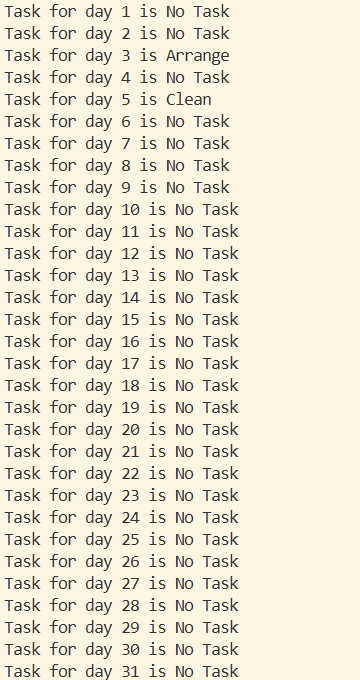 Task for day 1 is No Task
Task for day 2 is No Task
Task for day 3 is Arrange
Task for day 4 is No Task
Task for day 5 is Clean
Task for day 6 is No Task
Task for day 7 is No Task
Task for day 8 is No Task
Task for day 9 is No Task
Task for day 10 is No Task
Task for day 11 is No Task
Task for day 12 is No Task
Task for day 13 is No Task
Task for day 14 is No Task
Task for day 15 is No Task
Task for day 16 is No Task
Task for day 17 is No Task
Task for day 18 is No Task
Task for day 19 is No Task
Task for day 20 is No Task
Task for day 21 is No Task
Task for day 22 is No Task
Task for day 23 is No Task
Task for day 24 is No Task
Task for day 25 is No Task
Task for day 26 is No Task
Task for day 27 is No Task
Task for day 28 is No Task
Task for day 29 is No Task
Task for day 30 is No Task
Task for day 31 is No Task